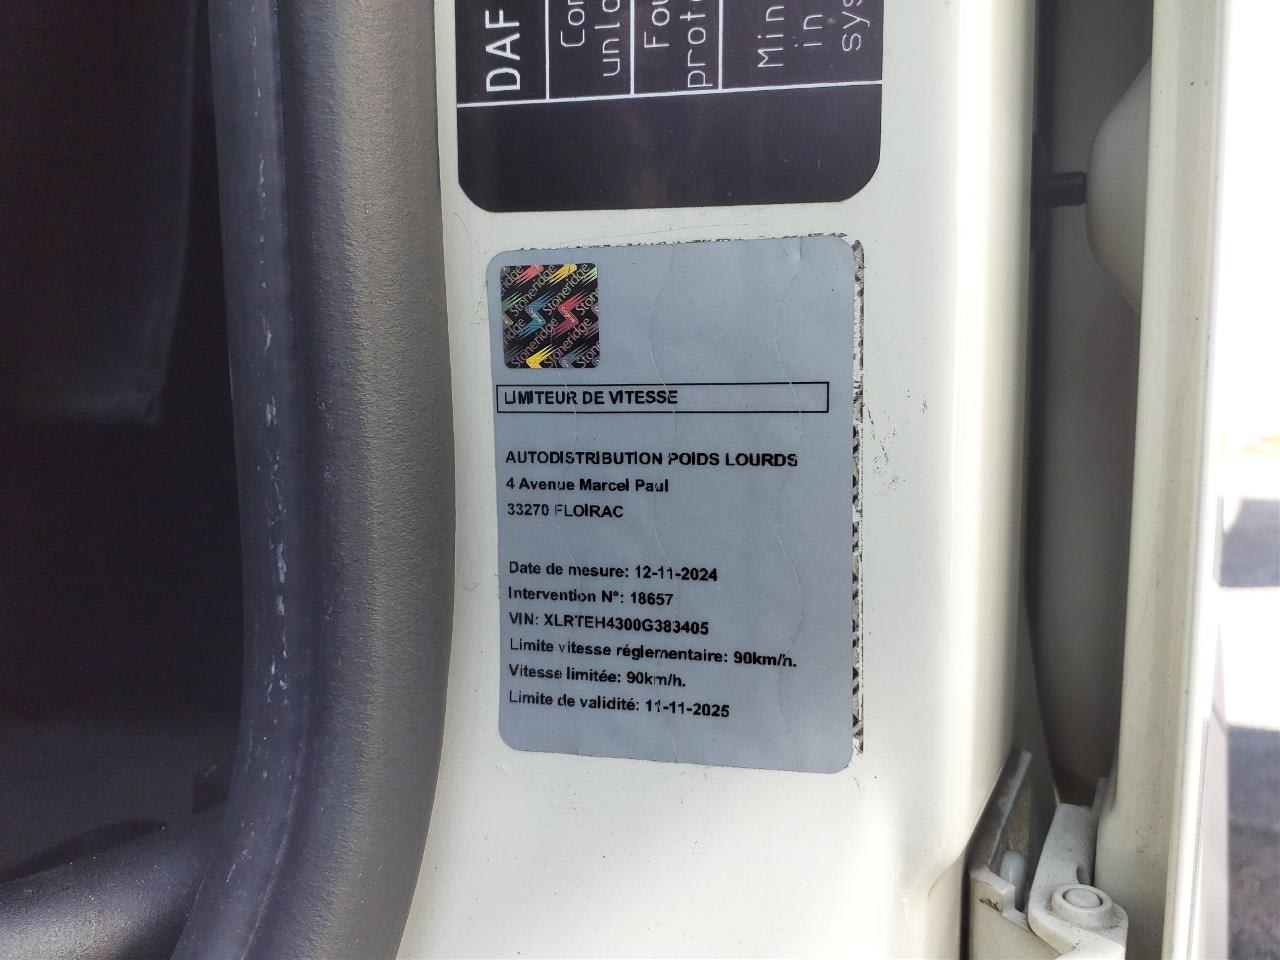 DAF
Stoneridge
LIMITEUR DE VITESSE
AUTODISTRIBUTION POIDS LOURDS
4 Avenue Marcel Paul
33270 FLOIRAC
Date de mesure: 12-11-2024
Intervention N°: 18657
VIN: XLRTEH4300G383405
Limite vitesse réglementaire: 90km/h.
Vitesse limitée: 90km/h.
Limite de validité: 11-11-2025